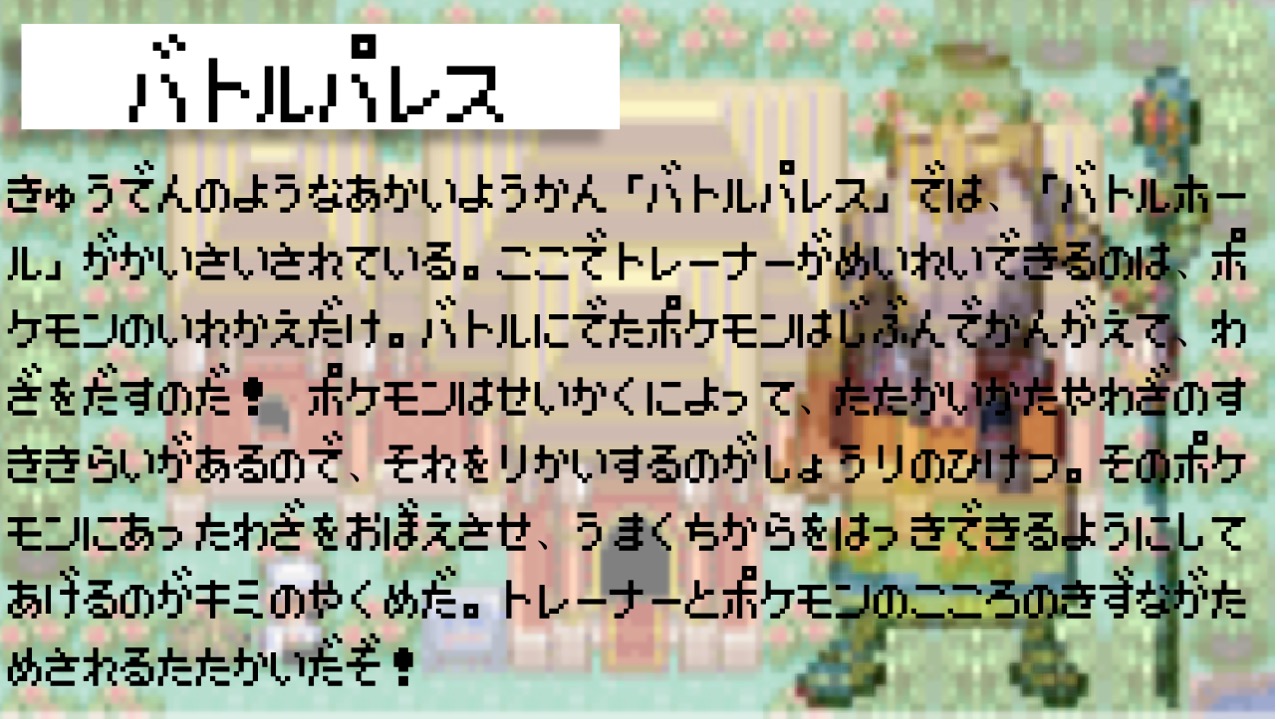 バトルパレス
きゅうでんのようなあかいようかん「バトルパレス」では、「バトルホー
ル」がかいさいされている。ここでトレーナーがめいれいできるのは、ポ
ケモンのいれかえだけ。バトルにでたポケモンはじぶんでかんがえて、わ
ざをだすのだ！　ポケモンはせいかくによって、たたかいかたやわざのす
ききらいがあるので、それをりかいするのがしょうりのひけつ。そのポケ
モンにあったわざをおぼえさせ、うまくちからをはっきできるようにして
あげるのがキミのやくめだ。トレーナーとポケモンのこころのきずながた
めされるたたかいだぞ！